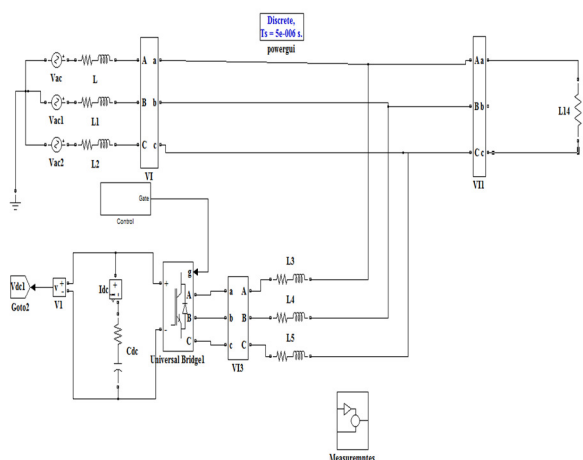 Discrete,
Ts = 5e-006 s.
powergui
Vac
L
A
a
Vac1
L1
B
b
Vac2
L2
C
c
VI
A a
B b
C c
VI1
L14
Gate
Control
Vdc1
Goto2
v
V1
Idc
Cdc
g
A
B
C
Universal Bridge1
a
A
b
B
c
C
VI3
L3
L4
L5
Measuremntes